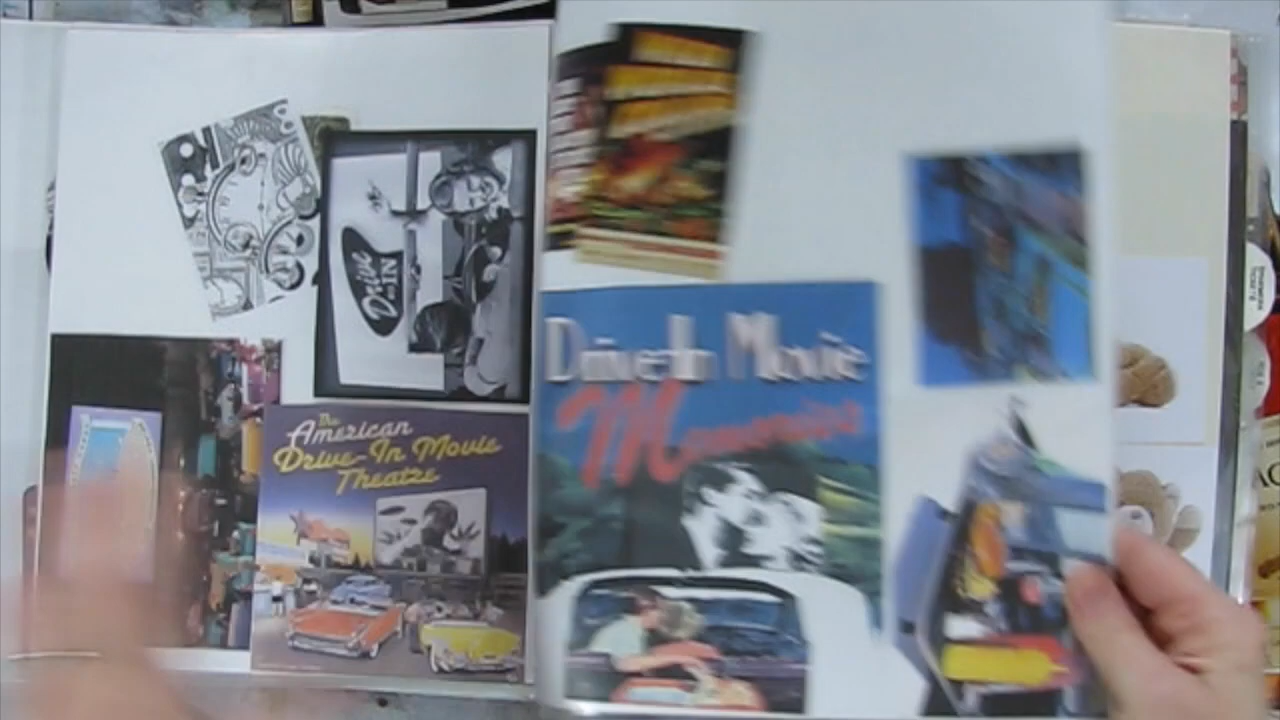 Drive
-IN
The
American
Drive-In Movie
Theatre
Drive-In Movie
Memories